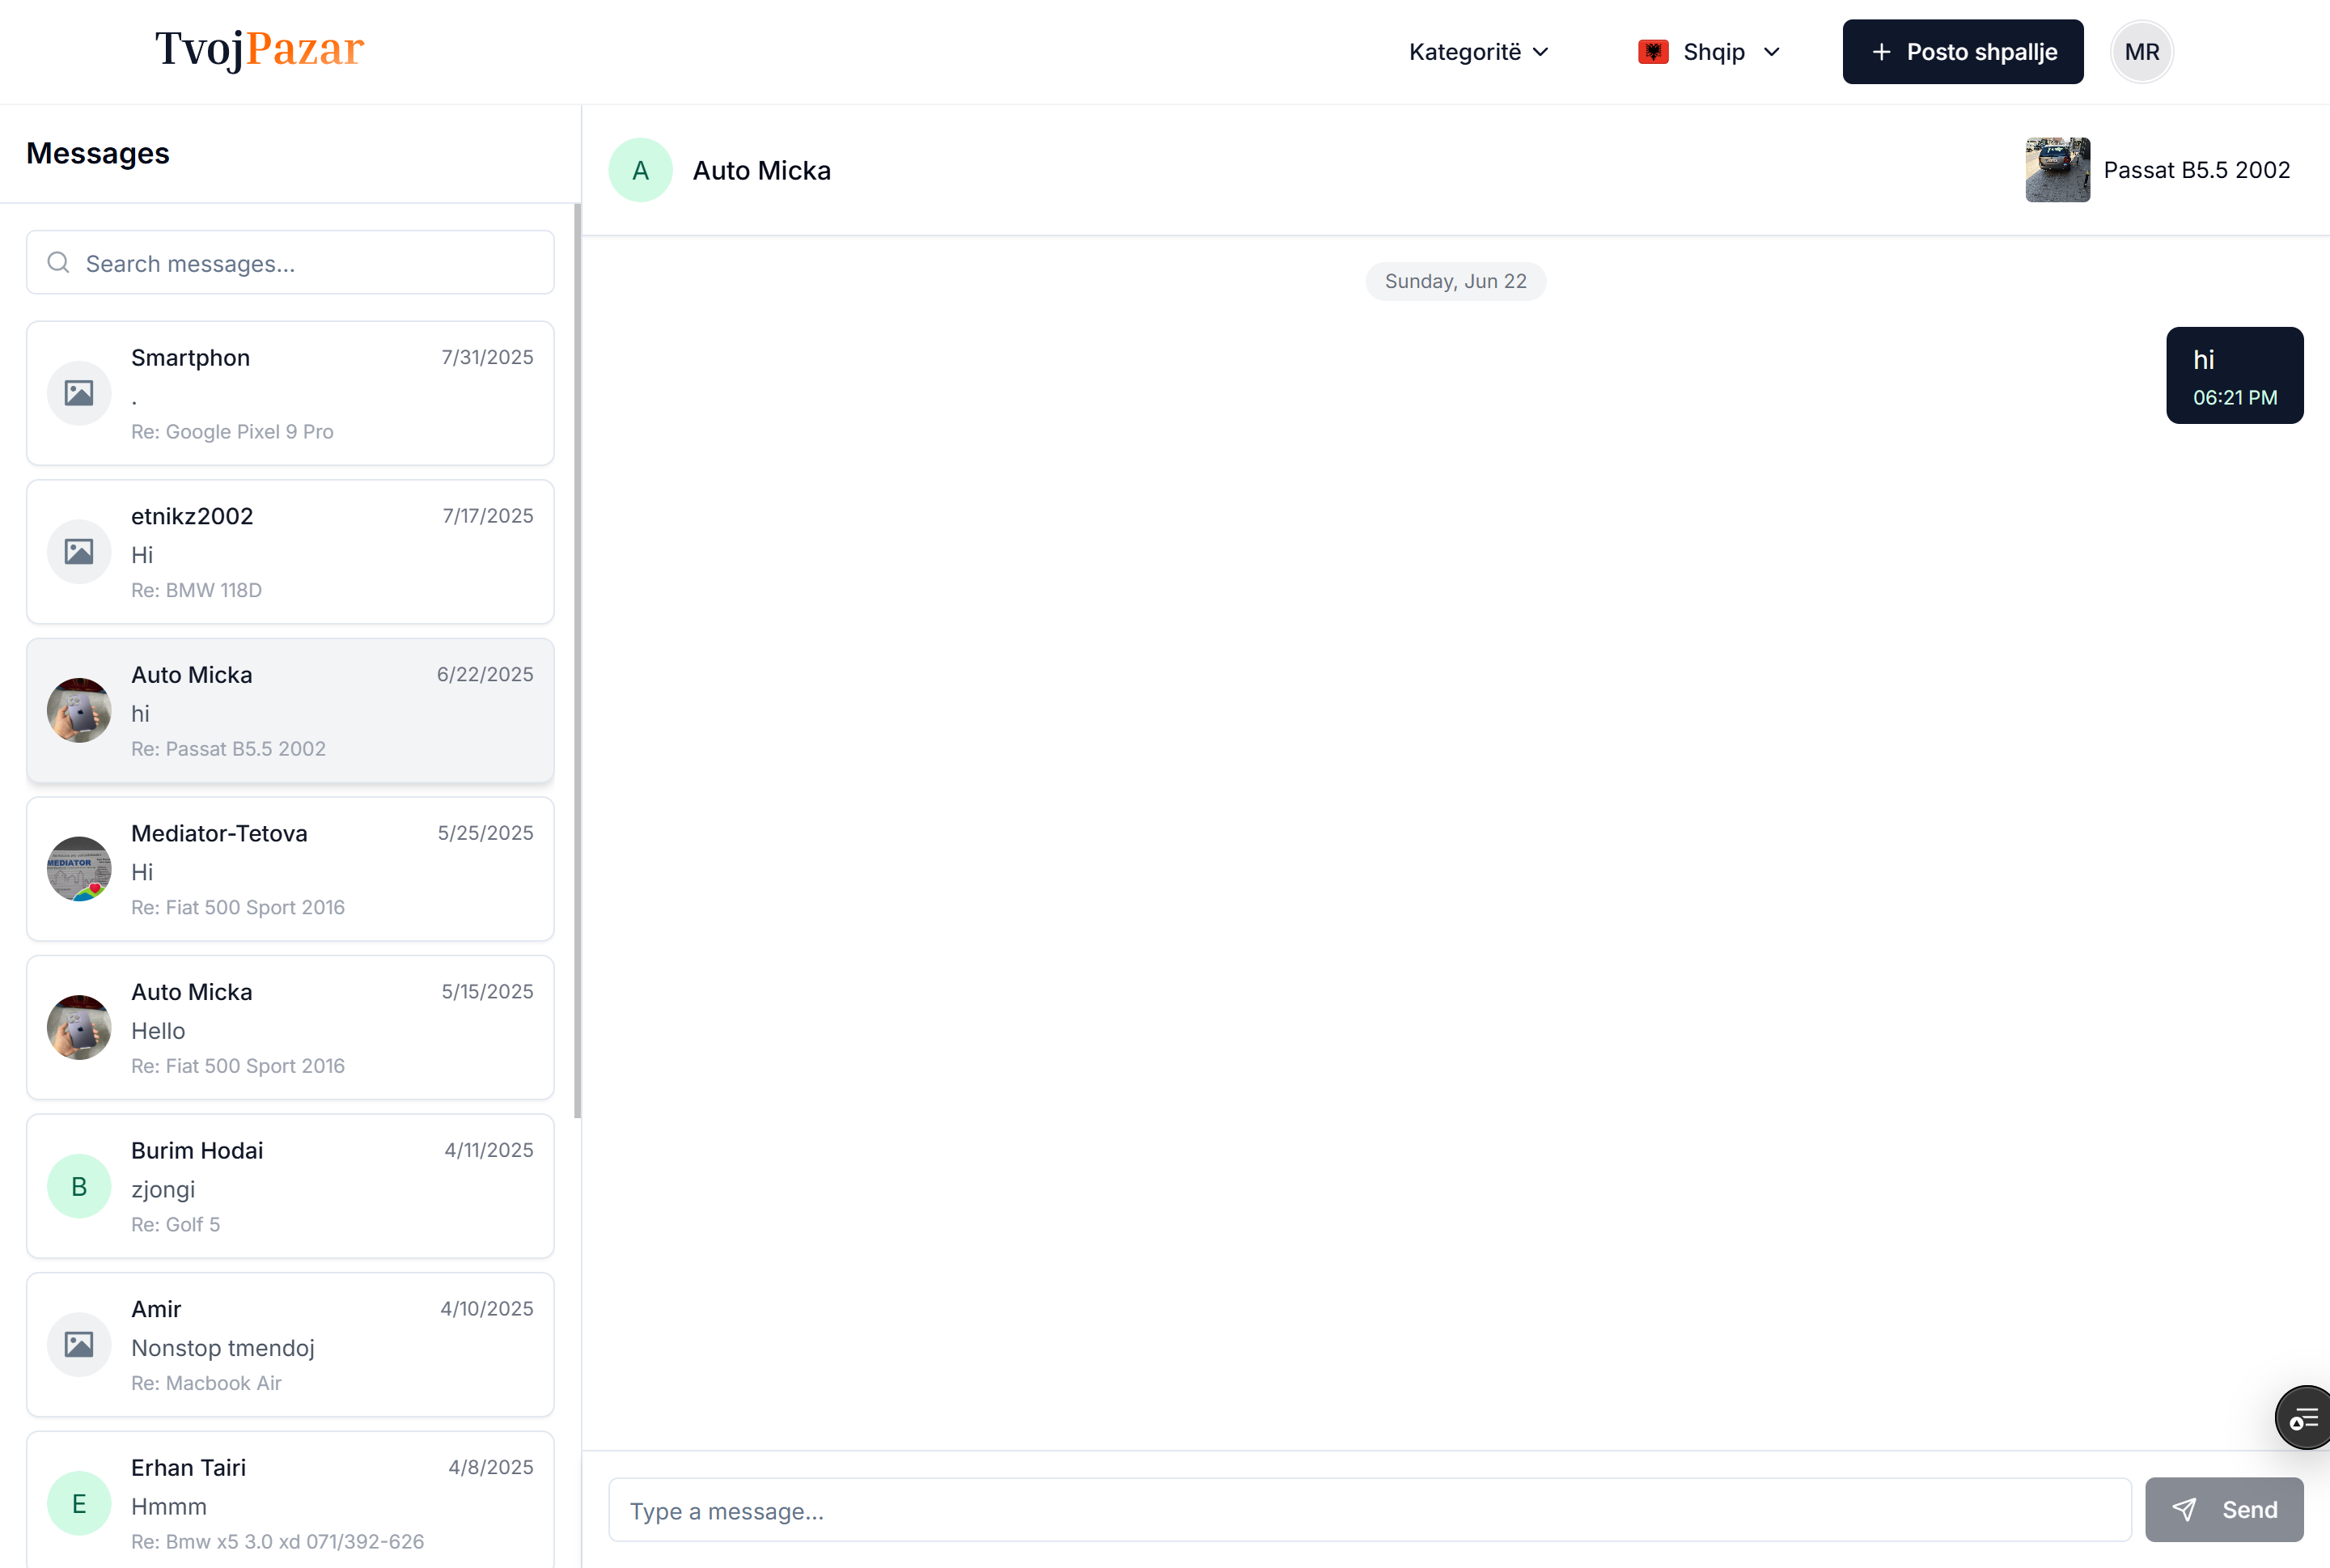 TvojPazar
Kategoritë
Shqip
Posto shpallje
MR
Messages
Search messages...
Smartphon
7/31/2025
.
Re: Google Pixel 9 Pro
etnikz2002
7/17/2025
Hi
Re: BMW 118D
Auto Micka
6/22/2025
hi
Re: Passat B5.5 2002
Mediator-Tetova
5/25/2025
MEDIATOR
Hi
Re: Fiat 500 Sport 2016
Auto Micka
5/15/2025
Hello
Re: Fiat 500 Sport 2016
B
Burim Hodai
4/11/2025
zjongi
Re: Golf 5
Amir
4/10/2025
Nonstop tmendoj
Re: Macbook Air
E
Erhan Tairi
4/8/2025
Hmmm
Re: Bmw x5 3.0 xd 071/392-626
A
Auto Micka
Passat B5.5 2002
Sunday, Jun 22
hi
06:21 PM
Type a message...
Send